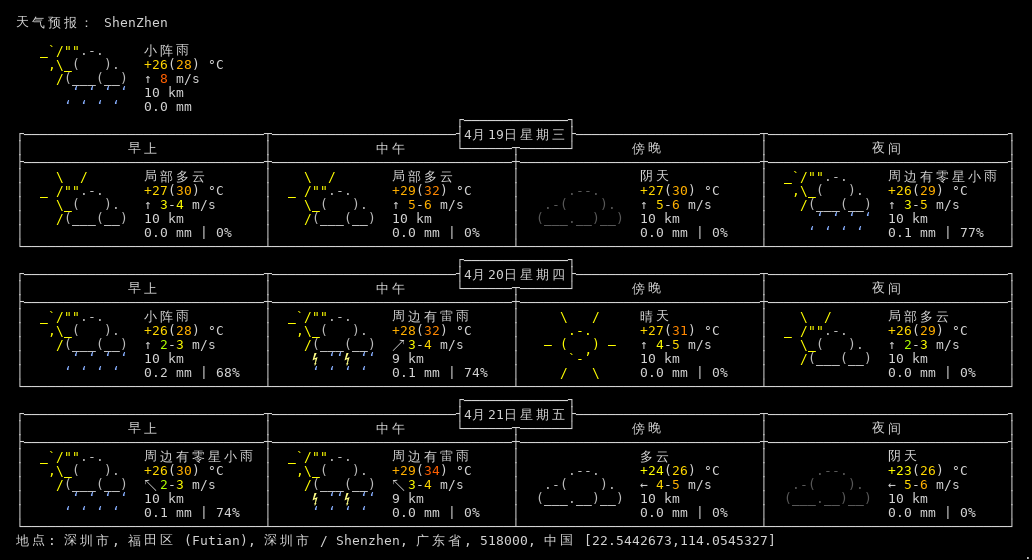 天气预报： ShenZhen
小阵雨
+26(28) °C
↑ 8 m/s
10 km
0.0 mm
4月19日星期三
早上 中午 傍晚 夜间
局部多云 局部多云 阴天 周边有零星小雨
+27(30) °C +29(32) °C +27(30) °C +26(29) °C
↑ 3-4 m/s ↑ 5-6 m/s ↑ 5-6 m/s ↑ 3-5 m/s
10 km 10 km 10 km 10 km
0.0 mm | 0% 0.0 mm | 0% 0.0 mm | 0% 0.1 mm | 77%
4月20日星期四
早上 中午 傍晚 夜间
小阵雨 周边有雷雨 晴天 局部多云
+26(28) °C +28(32) °C +27(31) °C +26(29) °C
↑ 2-3 m/s ↗ 3-4 m/s ↑ 4-5 m/s ↑ 2-3 m/s
10 km 9 km 10 km 10 km
0.2 mm | 68% 0.1 mm | 74% 0.0 mm | 0% 0.0 mm | 0%
4月21日星期五
早上 中午 傍晚 夜间
周边有零星小雨 周边有雷雨 多云 阴天
+26(30) °C +29(34) °C +24(26) °C +23(26) °C
↖ 2-3 m/s ↖ 3-4 m/s ← 4-5 m/s ← 5-6 m/s
10 km 9 km 10 km 10 km
0.1 mm | 74% 0.0 mm | 0% 0.0 mm | 0% 0.0 mm | 0%
地点: 深圳市, 福田区 (Futian), 深圳市 / Shenzhen, 广东省, 518000, 中国 [22.5442673,114.0545327]